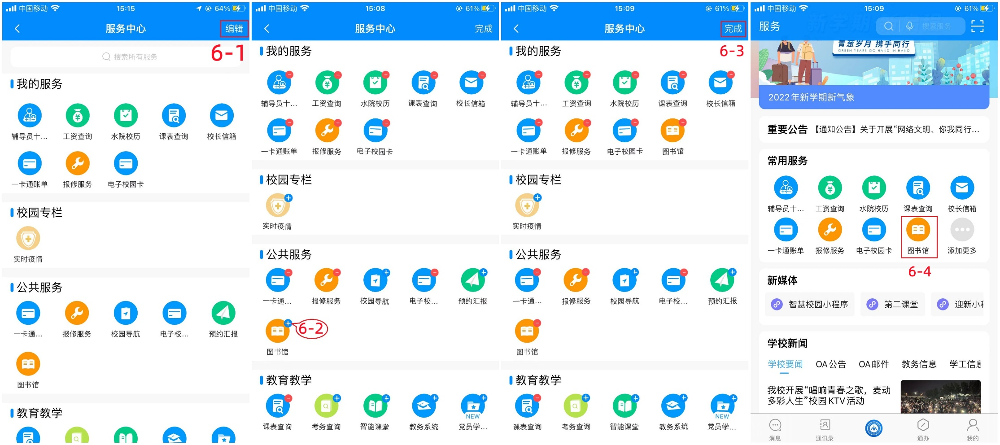 中国移动 15:15 64%
服务中心 编辑
6-1
搜索所有服务
我的服务
辅导员十... 工资查询 水院校历 课表查询 校长信箱
一卡通账单 报修服务 电子校园卡
校园专栏
实时疫情
公共服务
一卡通... 报修服务 校园导航 电子校... 预约汇报
图书馆
教育教学
中国移动 15:08 61%
服务中心 完成
我的服务
辅导员十... 工资查询 水院校历 课表查询 校长信箱
一卡通账单 报修服务 电子校园卡
校园专栏
实时疫情
公共服务
一卡通... 报修服务 校园导航 电子校... 预约汇报
6-2
图书馆
教育教学
NEW
课表查询 考务查询 智能课堂 教务系统 党员学...
中国移动 15:09 61%
服务中心 完成
6-3
我的服务
辅导员十... 工资查询 水院校历 课表查询 校长信箱
一卡通账单 报修服务 电子校园卡 图书馆
校园专栏
实时疫情
公共服务
一卡通... 报修服务 校园导航 电子校... 预约汇报
图书馆
教育教学
NEW
课表查询 考务查询 智能课堂 教务系统 党员学...
中国移动 15:09 61%
服务 新学期 搜索服务
青葱岁月 携手同行
GREEN YEARS GO HAND IN HAND
2022年新学期新气象
重要公告 【通知公告】关于开展“网络文明、你我同行...
常用服务
辅导员十... 工资查询 水院校历 课表查询 校长信箱
一卡通账单 报修服务 电子校园卡 图书馆 添加更多
6-4
新媒体
智慧校园小程序 第二课堂 迎新小
学校新闻
学校要闻 OA公告 OA邮件 教务信息 学工信息
我校开展“唱响青春之歌，麦动
多彩人生”校园KTV活动
消息 通讯录 通办 我的